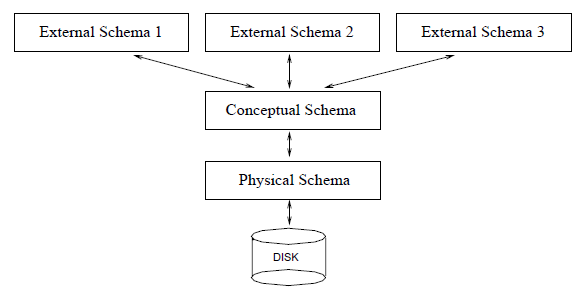 External Schema 1
External Schema 2
External Schema 3
Conceptual Schema
Physical Schema
DISK